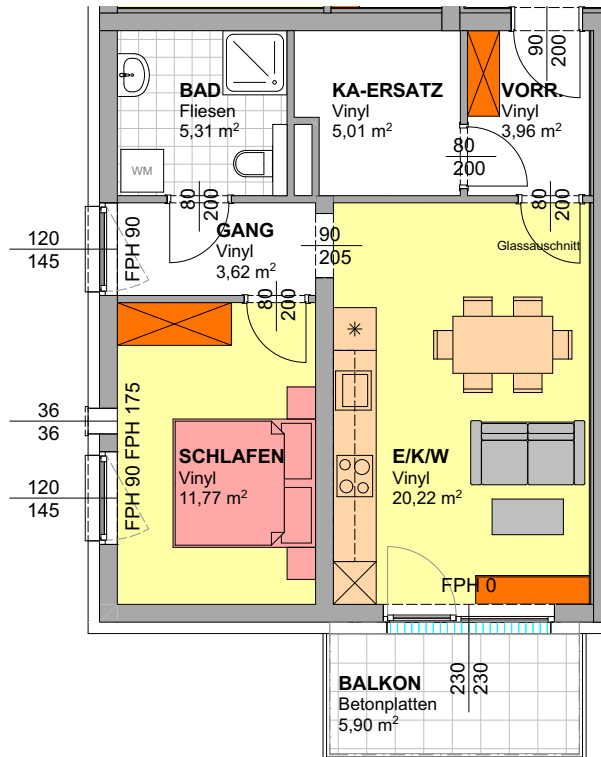 90
200
BAD
Fliesen
5,31 m²
KA-ERSATZ
Vinyl
5,01 m²
VORR.
Vinyl
3,96 m²
80
200
WM
80
200
80
200
120
145
FPH 90
GANG
Vinyl
3,62 m²
90
205
Glassauschnitt
80
200
36
36
FPH 175
SCHLAFEN
Vinyl
11,77 m²
E/K/W
Vinyl
20,22 m²
120
145
FPH 90
FPH 0
BALKON
Betonplatten
5,90 m²
230
230